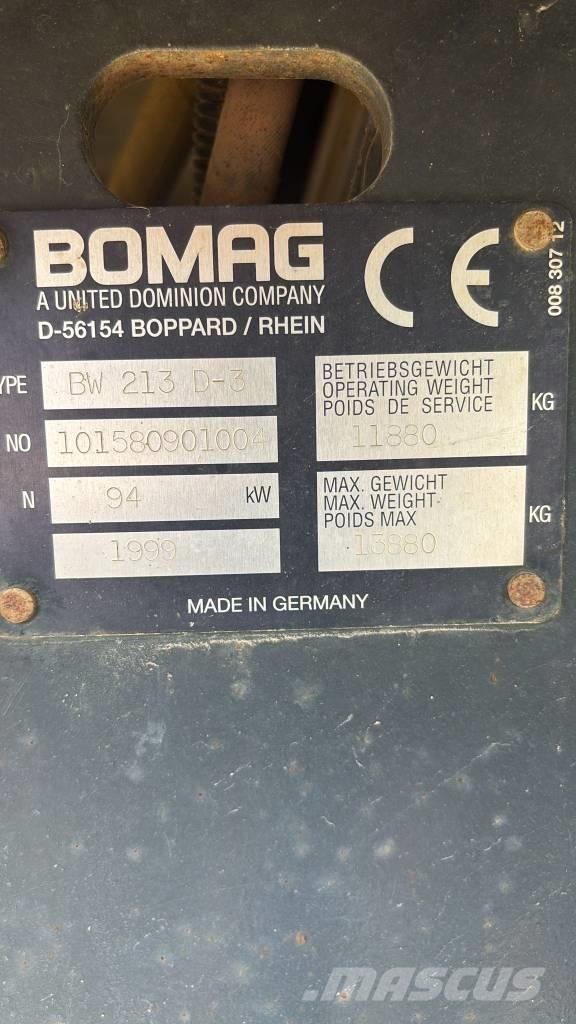 BOMAG
A UNITED DOMINION COMPANY
D-56154 BOPPARD / RHEIN
CE
008 307 12
YPE BW 213 D-3
NO 101580901004
N 94 kW
1999
BETRIEBSGEWICHT
OPERATING WEIGHT
POIDS DE SERVICE
11880 KG
MAX. GEWICHT
MAX. WEIGHT
POIDS MAX
13880 KG
MADE IN GERMANY
MASCUS